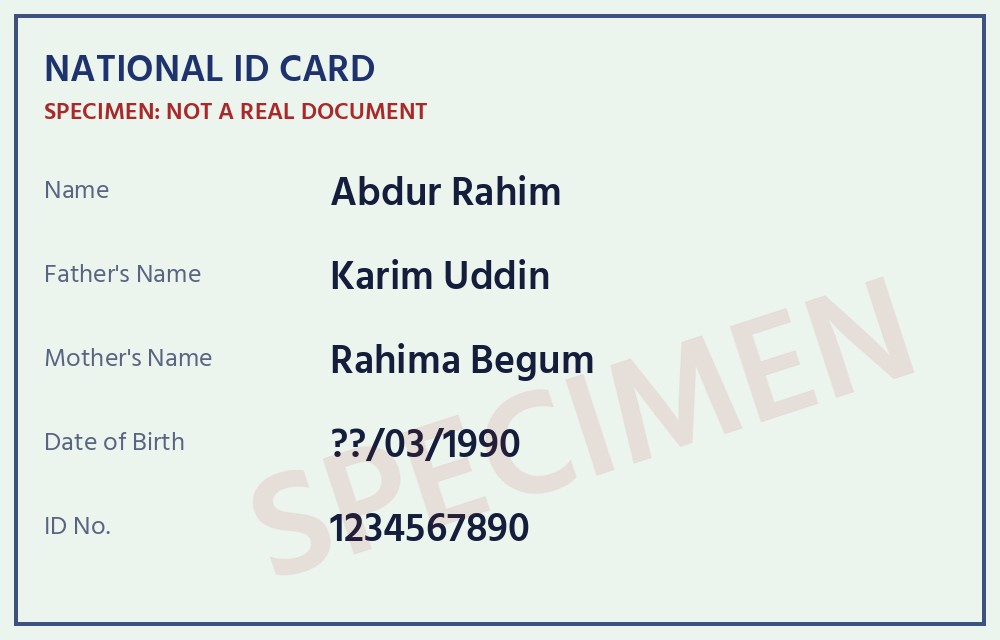 NATIONAL ID CARD
SPECIMEN: NOT A REAL DOCUMENT
Name Abdur Rahim
Father's Name Karim Uddin
Mother's Name Rahima Begum
Date of Birth ??/03/1990
ID No. 1234567890
SPECIMEN